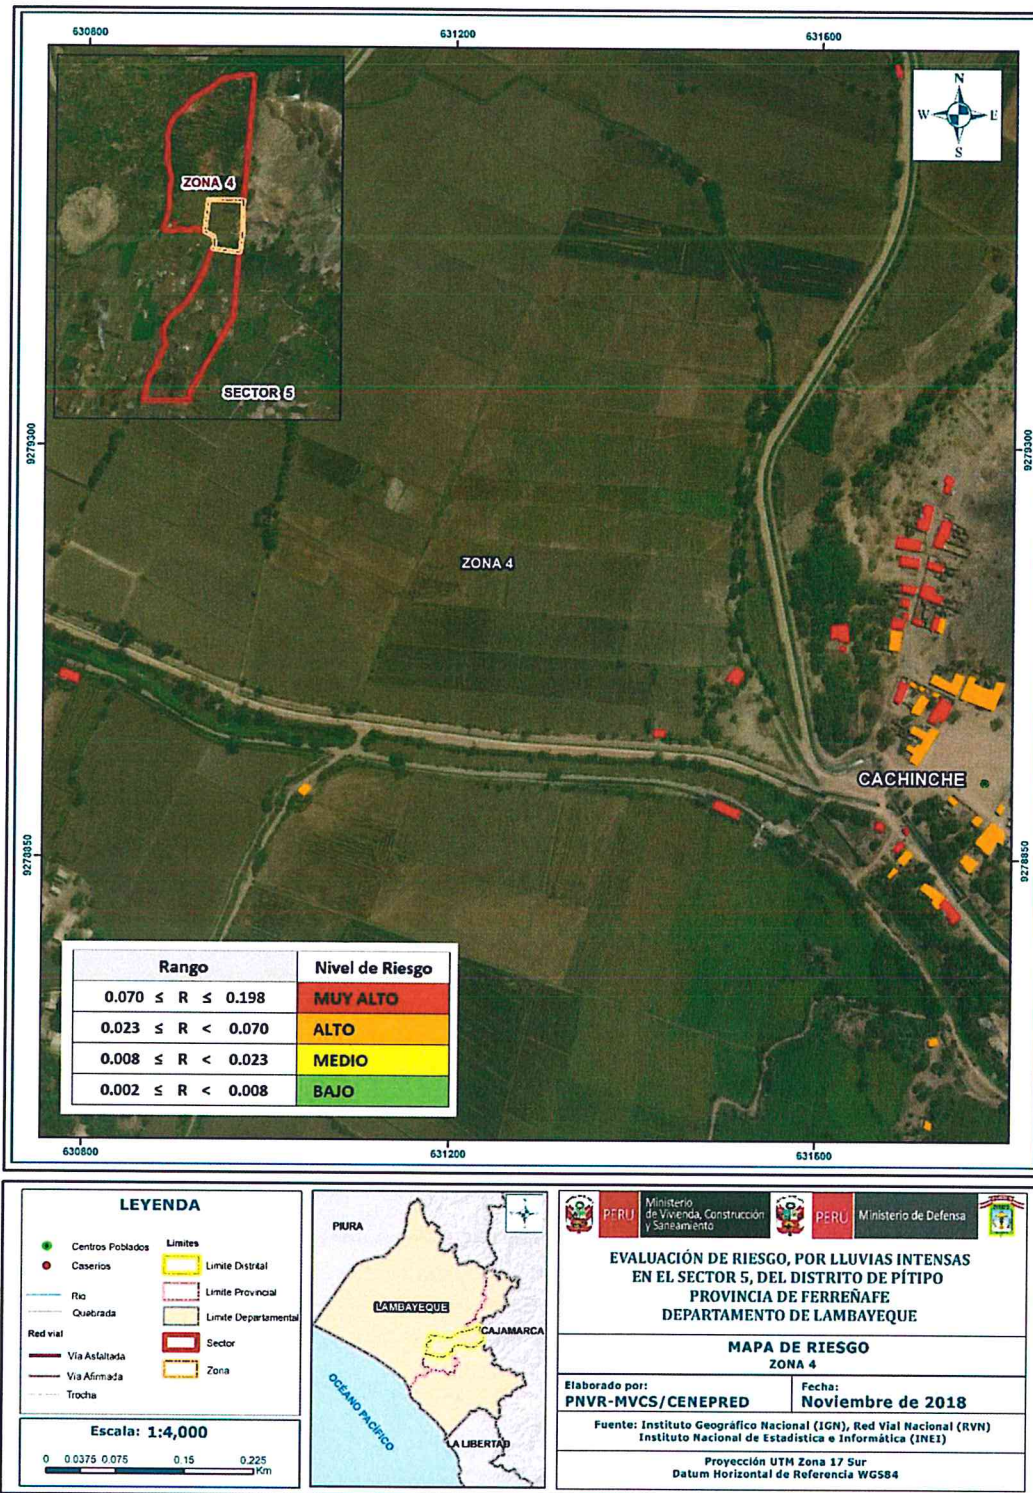 630800
631200
631600
N
W
E
S
ZONA 4
SECTOR 5
9279300
9279300
ZONA 4
CACHINCHE
9278850
9278850
Rango Nivel de Riesgo
0.070 ≤ R ≤ 0.198 MUY ALTO
0.023 ≤ R < 0.070 ALTO
0.008 ≤ R < 0.023 MEDIO
0.002 ≤ R < 0.008 BAJO
630800
631200
631600
LEYENDA
Centros Poblados
Caserios
Rio
Quebrada
Red vial
Vía Asfaltada
Vía Afirmada
Trocha
Limites
Limite Distrital
Limite Provincial
Limite Departamental
Sector
Zona
Escala: 1:4,000
0 0.0375 0.075 0.15 0.225
Km
PIURA
LAMBAYEQUE
CAJAMARCA
OCÉANO PACÍFICO
LA LIBERTAD
PERÚ
Ministerio
de Vivienda, Construcción
y Saneamiento
PERÚ
Ministerio de Defensa
EVALUACIÓN DE RIESGO, POR LLUVIAS INTENSAS
EN EL SECTOR 5, DEL DISTRITO DE PÍTIPO
PROVINCIA DE FERREÑAFE
DEPARTAMENTO DE LAMBAYEQUE
MAPA DE RIESGO
ZONA 4
Elaborado por:
PNVR-MVCS/CENEPRED
Fecha:
Noviembre de 2018
Fuente: Instituto Geográfico Nacional (IGN), Red Vial Nacional (RVN)
Instituto Nacional de Estadística e Informática (INEI)
Proyección UTM Zona 17 Sur
Datum Horizontal de Referencia WGS84